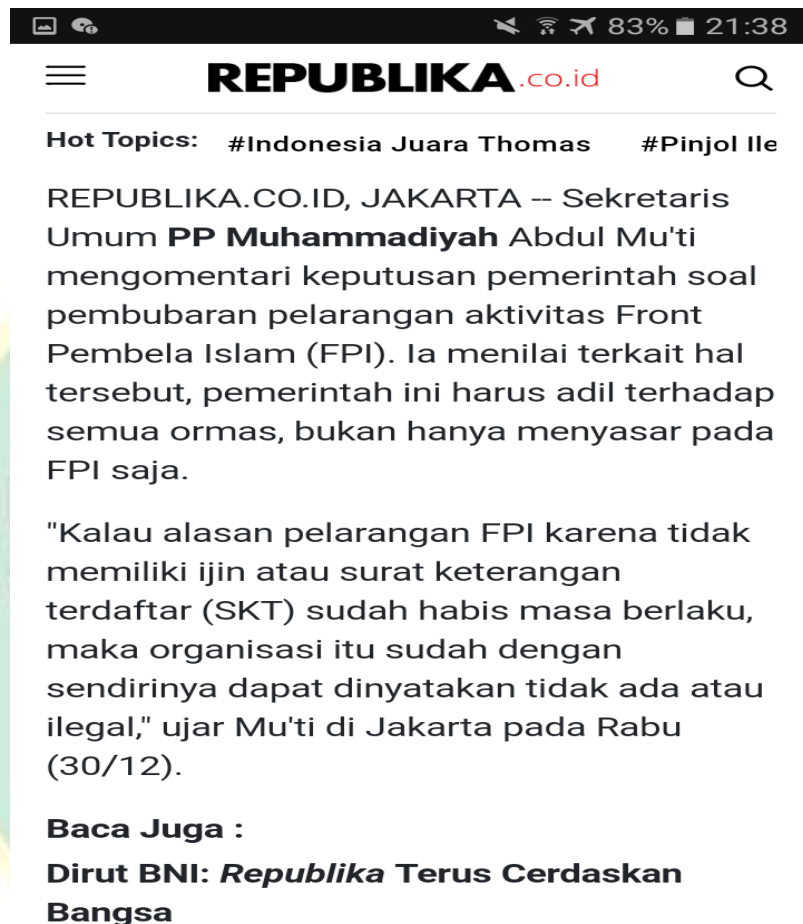 83% 21:38
REPUBLIKA.co.id
Hot Topics: #Indonesia Juara Thomas #Pinjol Ile
REPUBLIKA.CO.ID, JAKARTA -- Sekretaris
Umum PP Muhammadiyah Abdul Mu'ti
mengomentari keputusan pemerintah soal
pembubaran pelarangan aktivitas Front
Pembela Islam (FPI). Ia menilai terkait hal
tersebut, pemerintah ini harus adil terhadap
semua ormas, bukan hanya menyasar pada
FPI saja.
"Kalau alasan pelarangan FPI karena tidak
memiliki ijin atau surat keterangan
terdaftar (SKT) sudah habis masa berlaku,
maka organisasi itu sudah dengan
sendirinya dapat dinyatakan tidak ada atau
ilegal," ujar Mu'ti di Jakarta pada Rabu
(30/12).
Baca Juga :
Dirut BNI: Republika Terus Cerdaskan
Bangsa